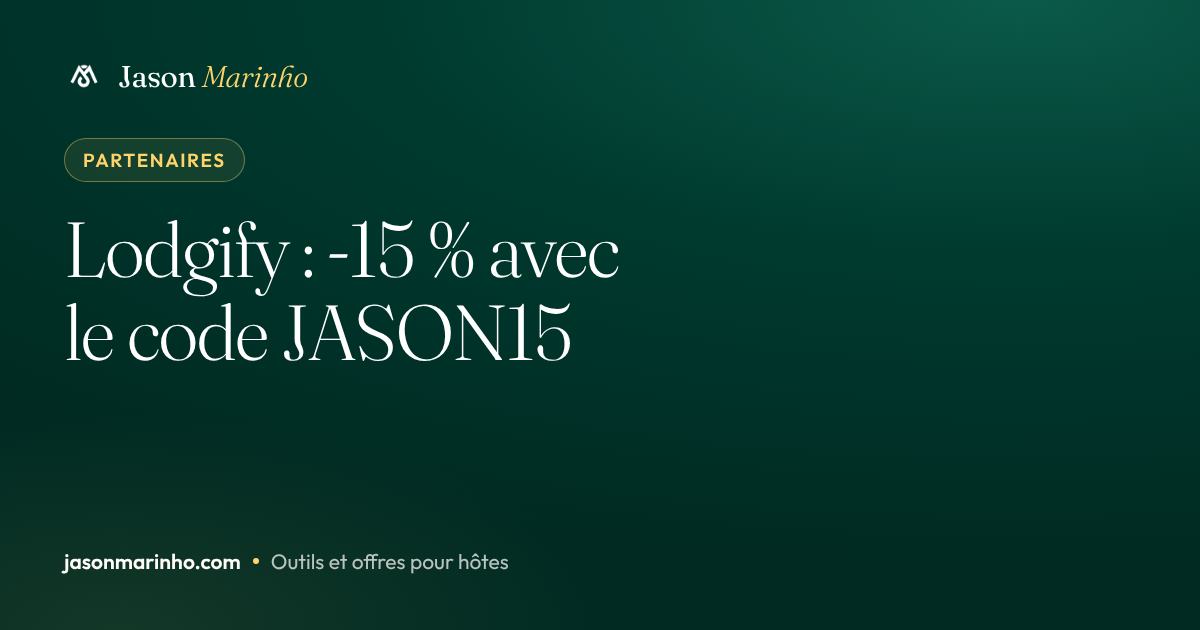 Jason Marinho
PARTENAIRES
Lodgify : -15 % avec
le code JASON15
jasonmarinho.com • Outils et offres pour hôtes